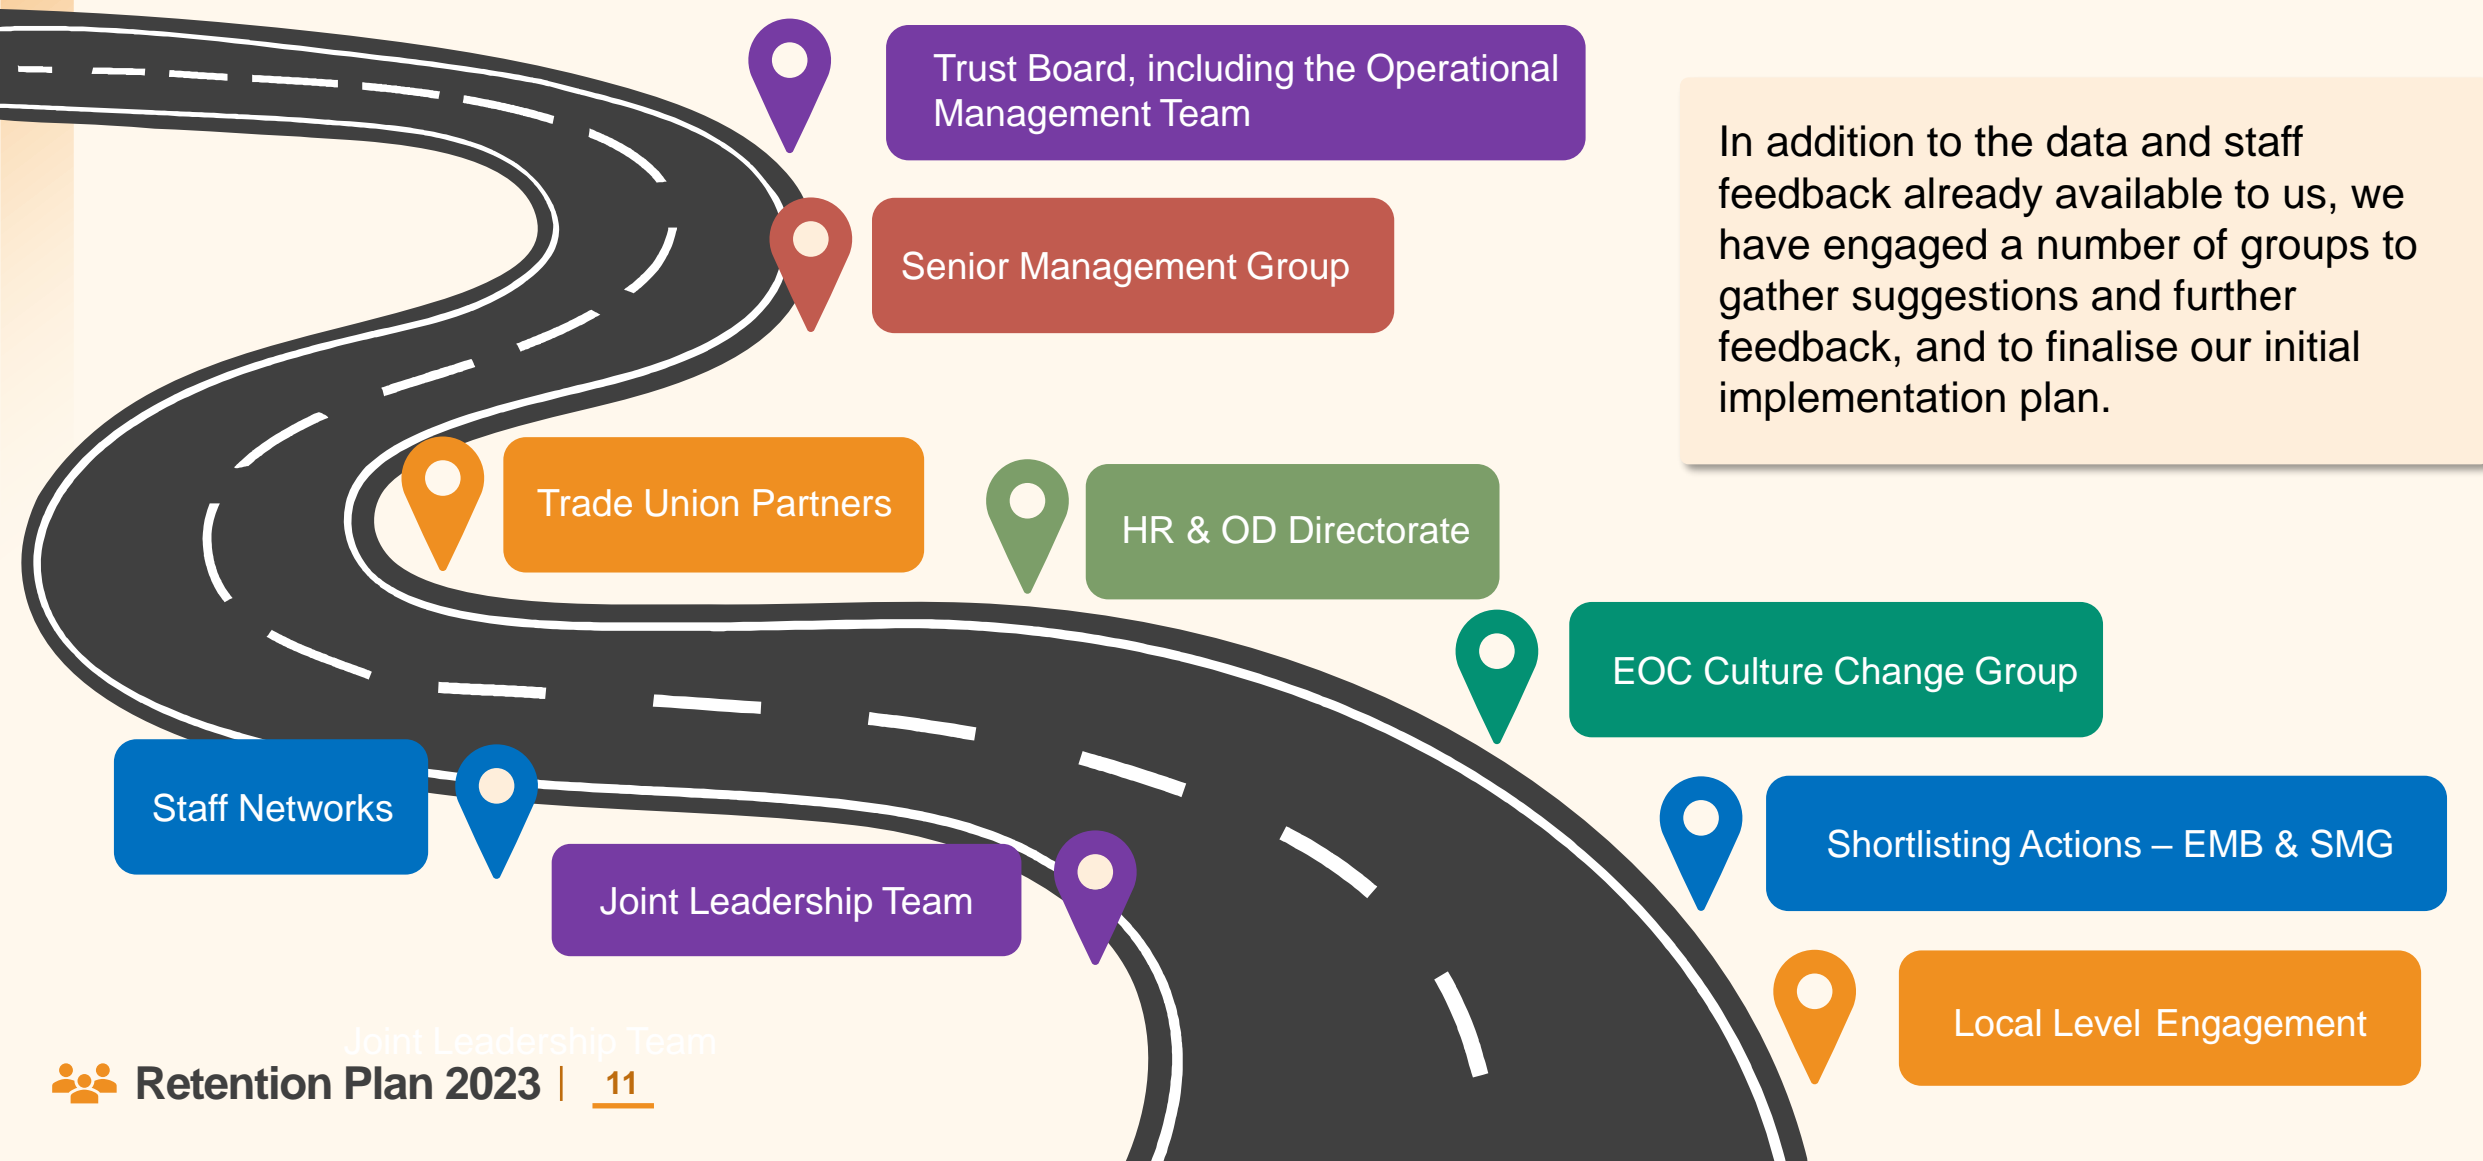 Trust Board, including the Operational
Management Team
In addition to the data and staff
feedback already available to us, we
have engaged a number of groups to
gather suggestions and further
feedback, and to finalise our initial
implementation plan.
Senior Management Group
Trade Union Partners
HR & OD Directorate
EOC Culture Change Group
Staff Networks
Shortlisting Actions – EMB & SMG
Joint Leadership Team
Local Level Engagement
Joint Leadership Team
Retention Plan 2023 | 11